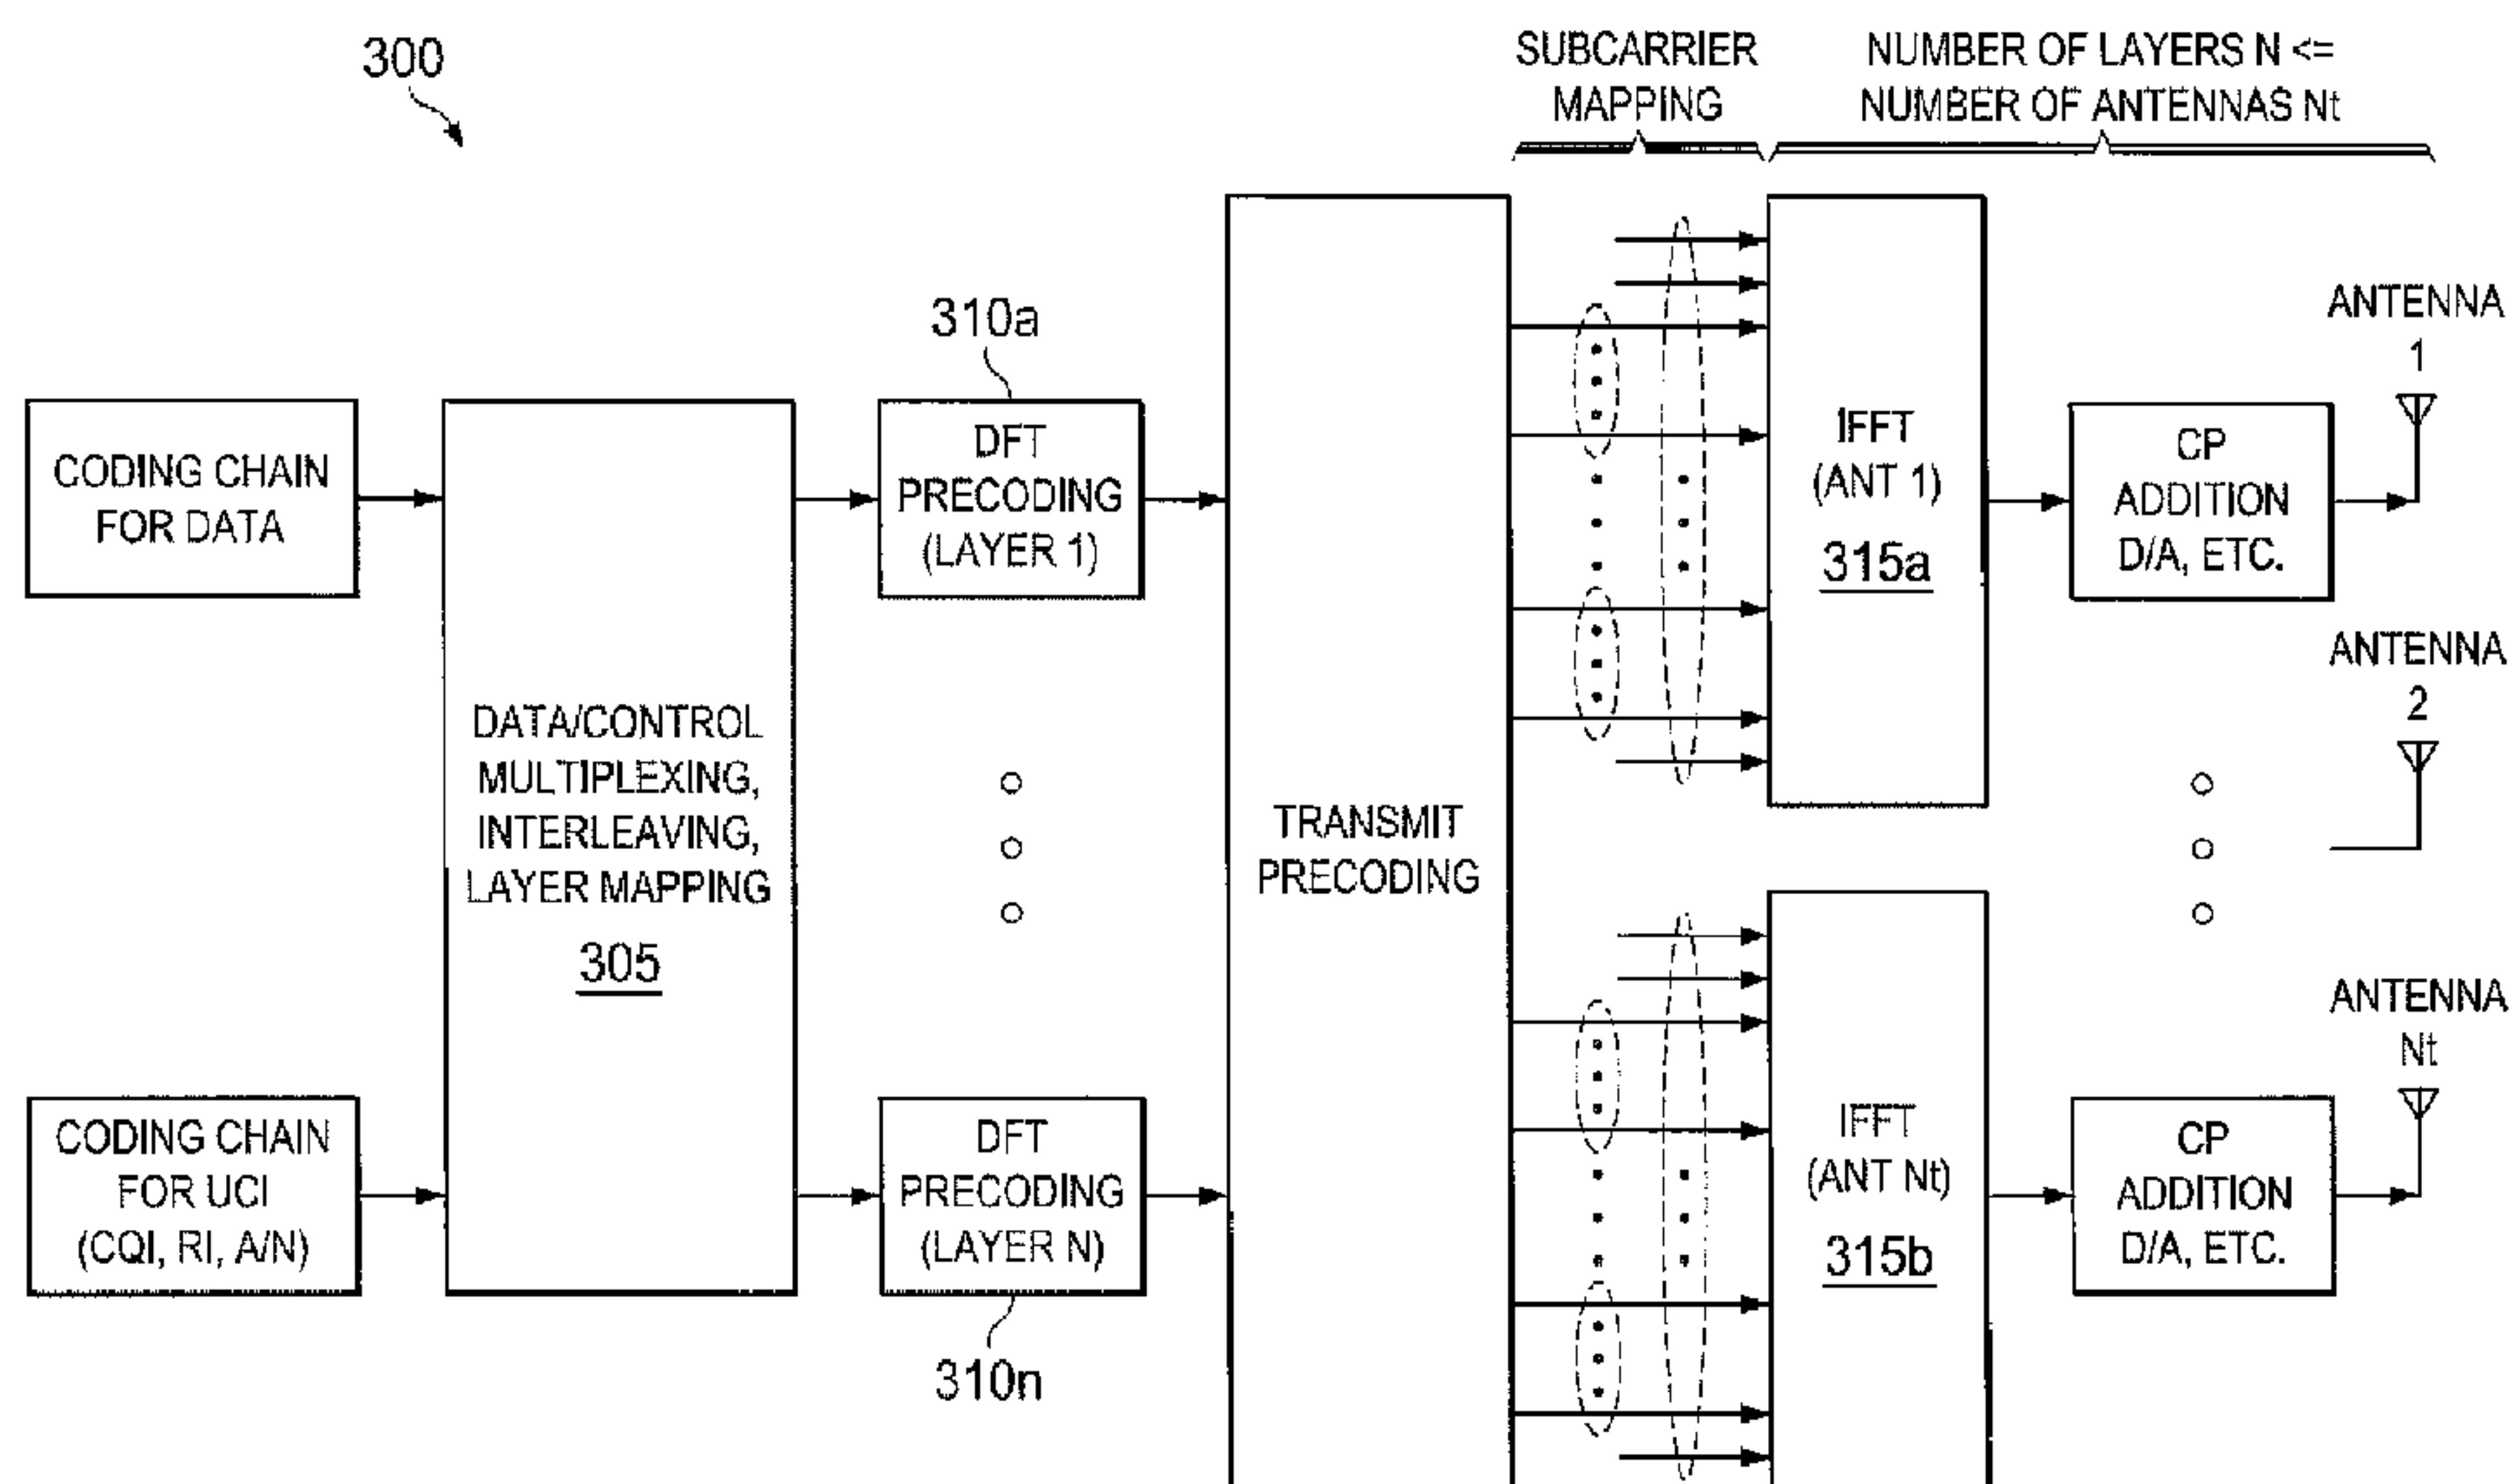 300
SUBCARRIER
MAPPING
NUMBER OF LAYERS N <=
NUMBER OF ANTENNAS Nt
CODING CHAIN
FOR DATA
CODING CHAIN
FOR UCI
(CQI, RI, A/N)
DATA/CONTROL
MULTIPLEXING,
INTERLEAVING,
LAYER MAPPING
305
310a
DFT
PRECODING
(LAYER 1)
DFT
PRECODING
(LAYER N)
310n
TRANSMIT
PRECODING
IFFT
(ANT 1)
315a
IFFT
(ANT Nt)
315b
CP
ADDITION
D/A, ETC.
CP
ADDITION
D/A, ETC.
ANTENNA
1
ANTENNA
2
ANTENNA
Nt